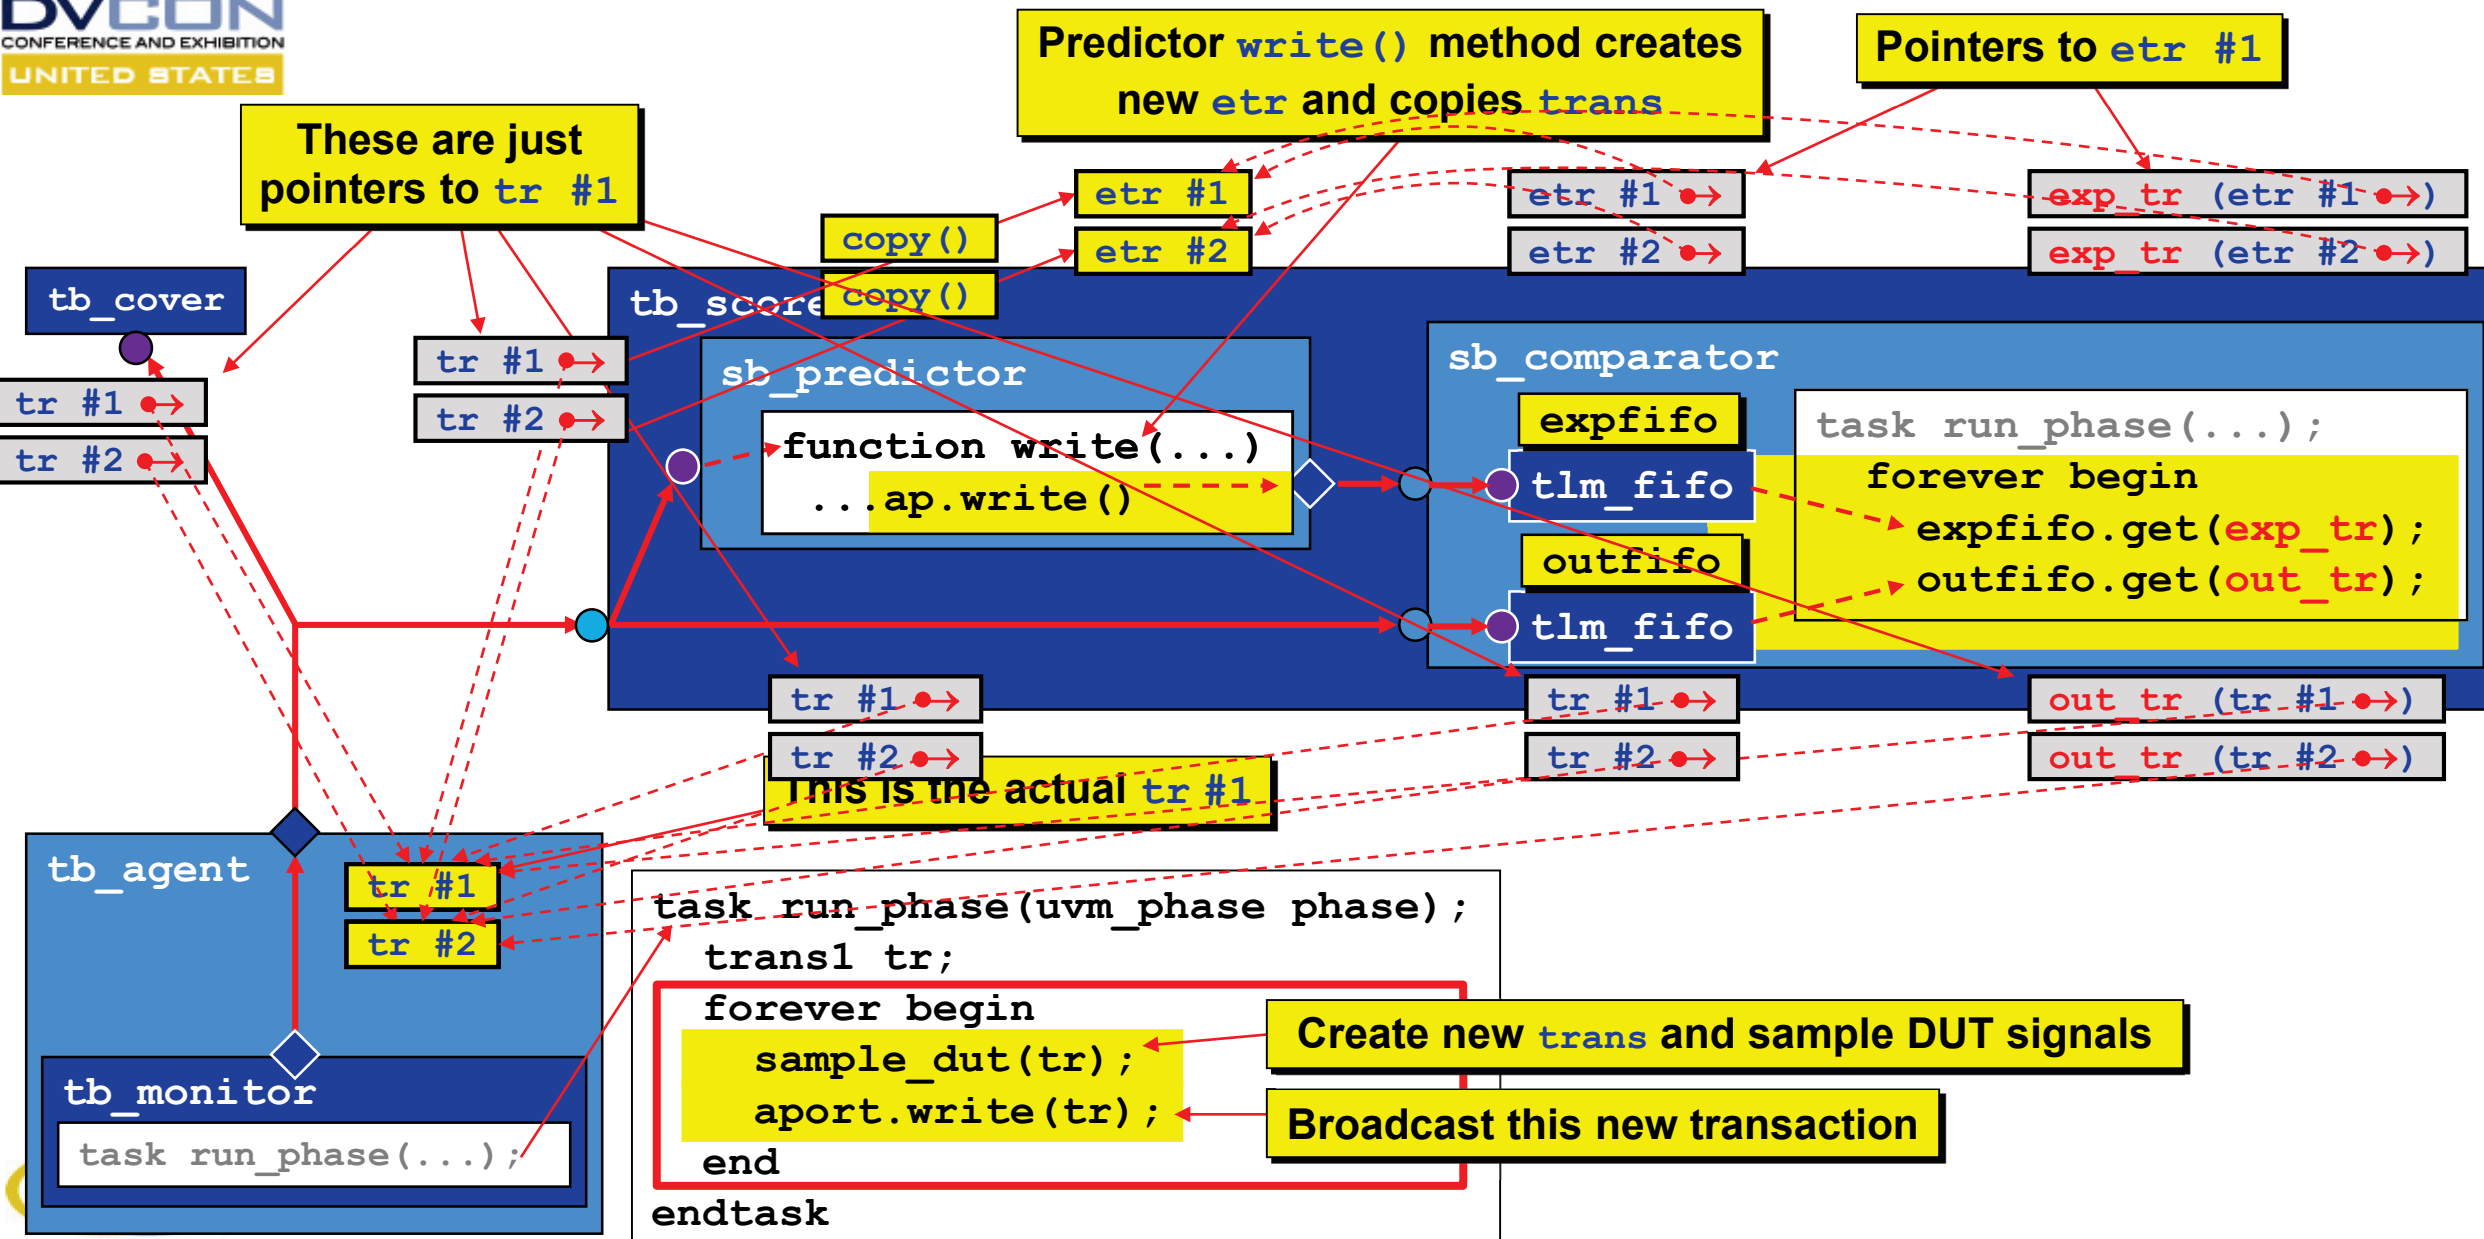 DVCON
CONFERENCE AND EXHIBITION
UNITED STATES
Predictor write() method creates
new etr and copies trans
Pointers to etr #1
These are just
pointers to tr #1
etr #1
etr #2
etr #1
etr #2
exp_tr (etr #1 )
exp_tr (etr #2 )
copy()
copy()
tb_cover
tb_score
tr #1
tr #2
tr #1
tr #2
sb_predictor
function write(...)
...ap.write()
sb_comparator
expfifo
tlm_fifo
outfifo
tlm_fifo
task run_phase(...);
forever begin
expfifo.get(exp_tr);
outfifo.get(out_tr);
tr #1
tr #2
tr #1
tr #2
out_tr (tr #1 )
out_tr (tr #2 )
This is the actual tr #1
tb_agent
tr #1
tr #2
tb_monitor
task run_phase(...);
task run_phase(uvm_phase phase);
trans1 tr;
forever begin
sample_dut(tr);
aport.write(tr);
end
endtask
Create new trans and sample DUT signals
Broadcast this new transaction